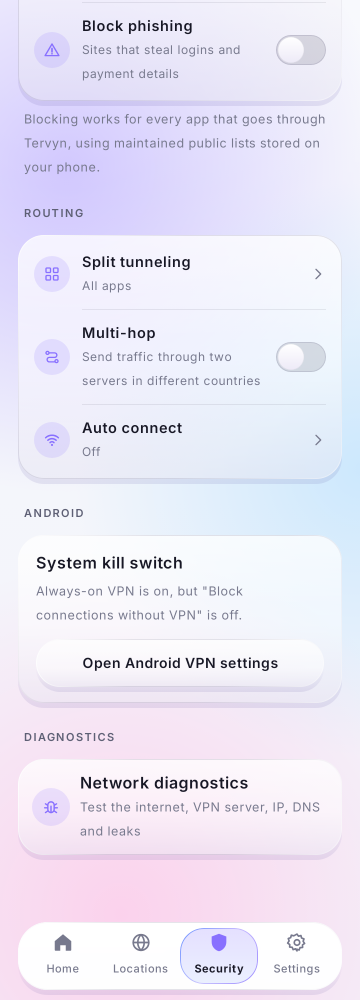 Block phishing
Sites that steal logins and
payment details
Blocking works for every app that goes through
Tervyn, using maintained public lists stored on
your phone.
ROUTING
Split tunneling
All apps
Multi-hop
Send traffic through two
servers in different countries
Auto connect
Off
ANDROID
System kill switch
Always-on VPN is on, but "Block
connections without VPN" is off.
Open Android VPN settings
DIAGNOSTICS
Network diagnostics
Test the internet, VPN server, IP, DNS
and leaks
Home Locations Security Settings